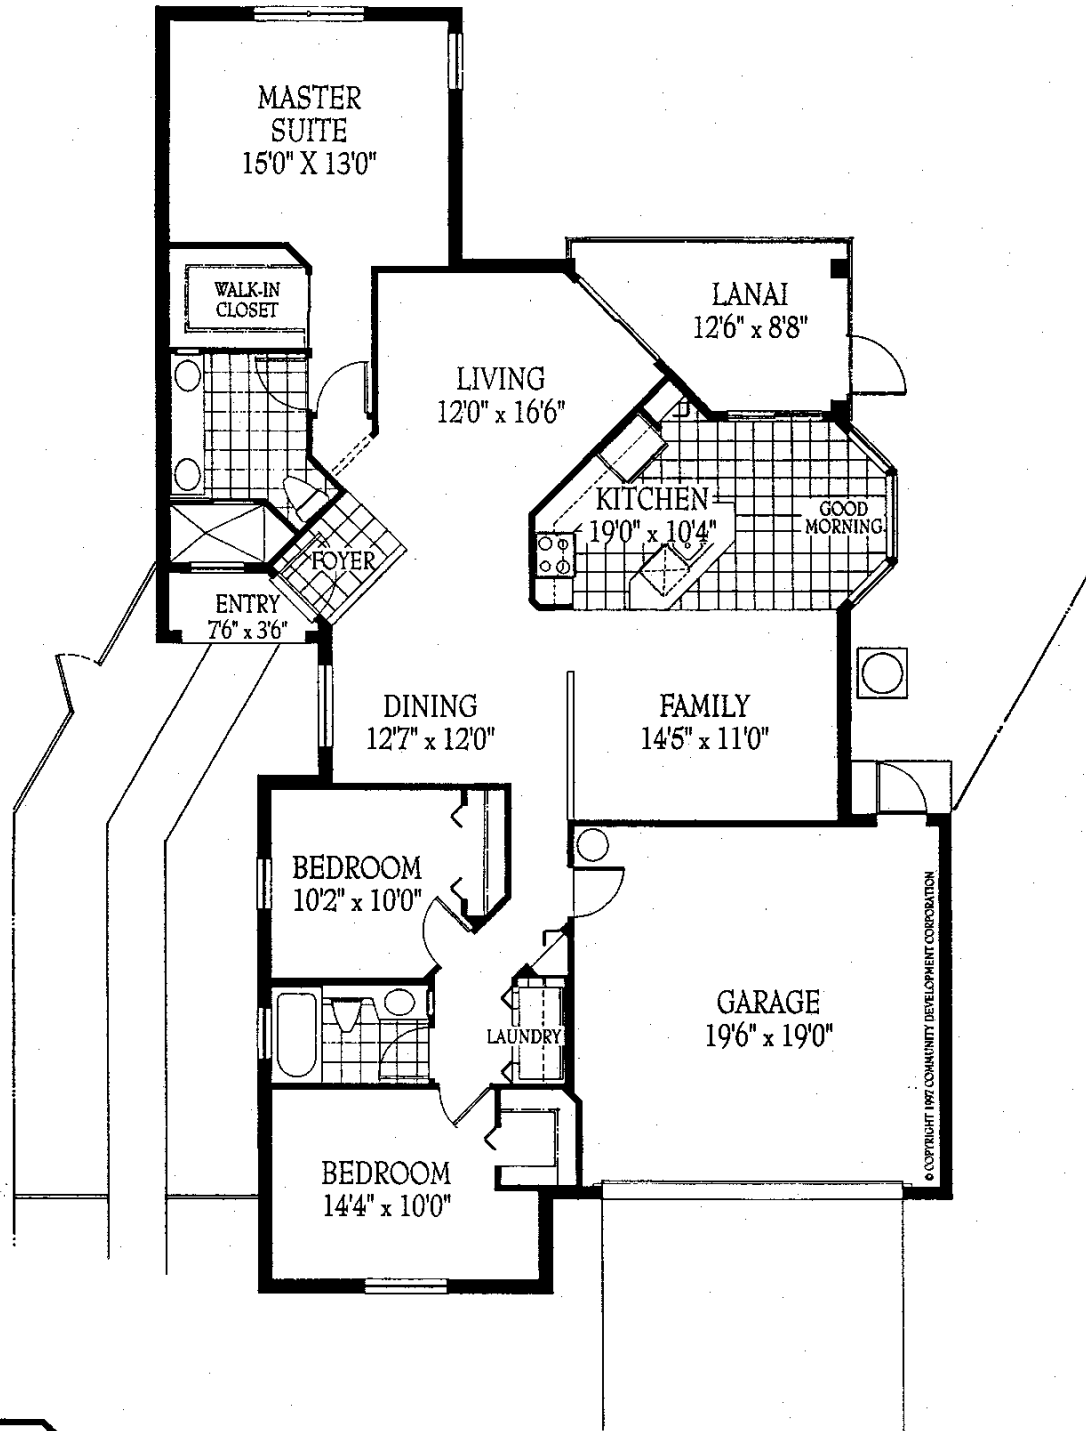 MASTER
SUITE
15'0" X 13'0"
WALK-IN
CLOSET
LANAI
12'6" x 8'8"
LIVING
12'0" x 16'6"
KITCHEN
19'0" x 10'4"
GOOD
MORNING
FOYER
ENTRY
7'6" x 3'6"
DINING
12'7" x 12'0"
FAMILY
14'5" x 11'0"
BEDROOM
10'2" x 10'0"
GARAGE
19'6" x 19'0"
LAUNDRY
BEDROOM
14'4" x 10'0"
© COPYRIGHT 1997 COMMUNITY DEVELOPMENT CORPORATION